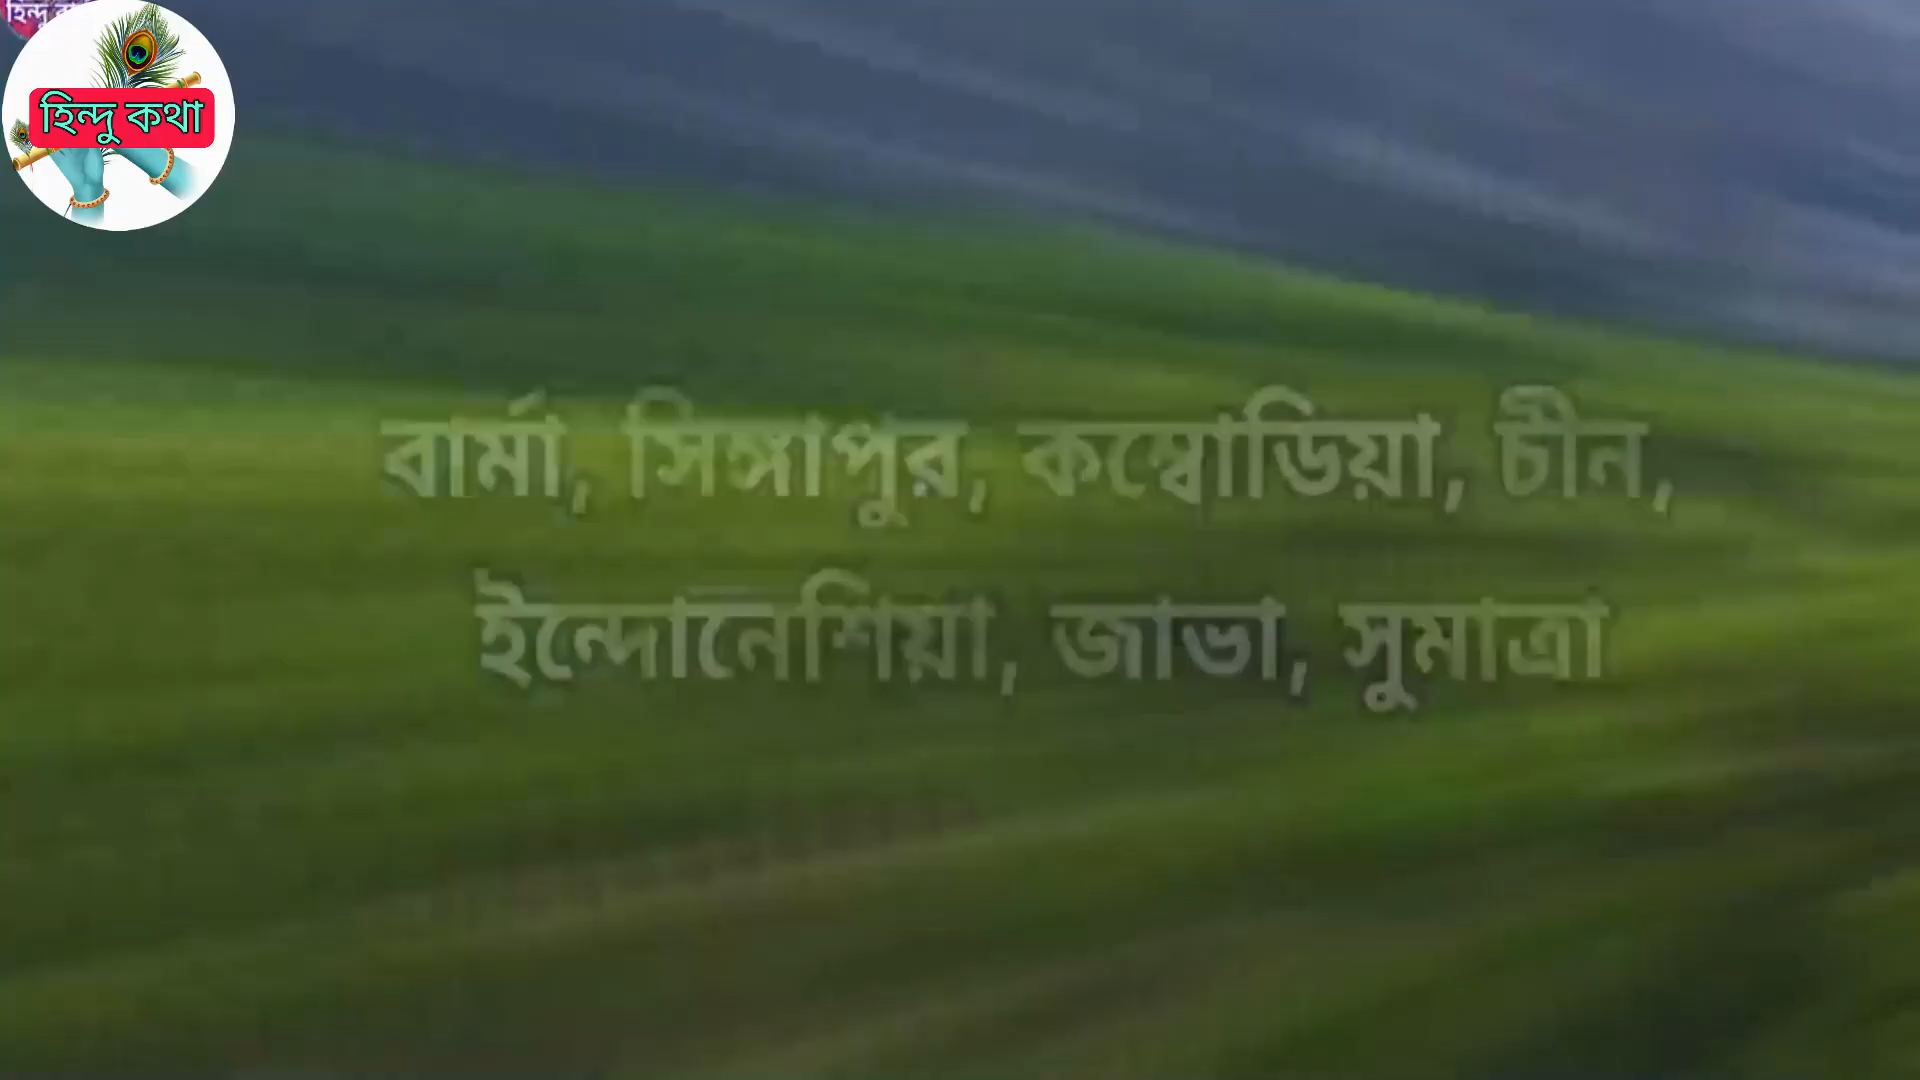 হিন্দু কথা
বার্মা, সিঙ্গাপুর, কম্বোডিয়া, চীন,
ইন্দোনেশিয়া, জাভা, সুমাত্রা